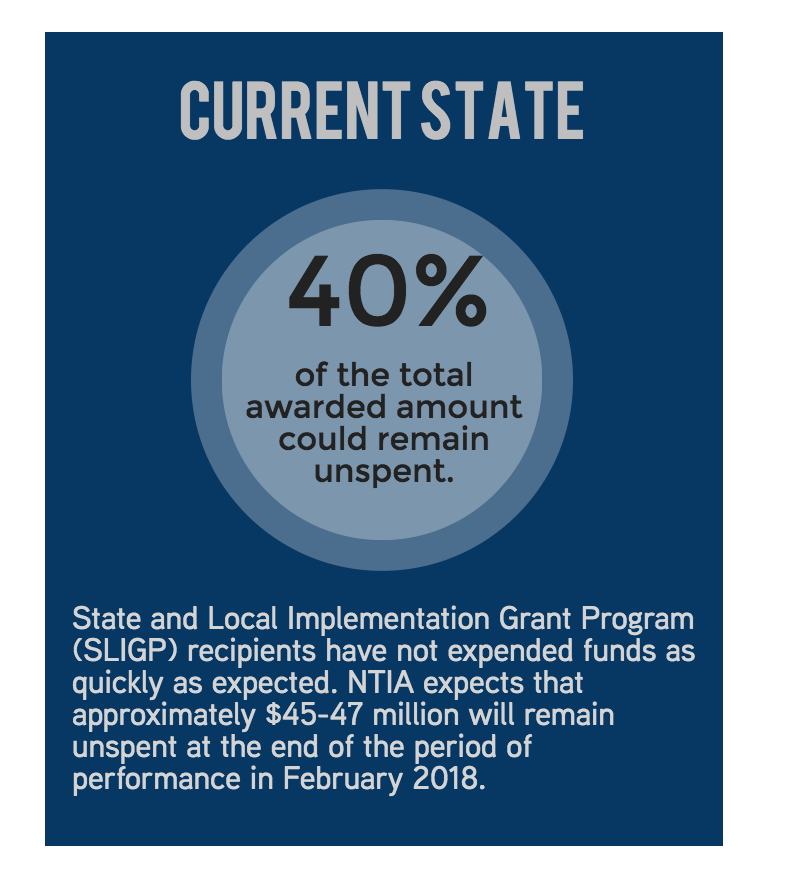 CURRENT STATE
40%
of the total
awarded amount
could remain
unspent.
State and Local Implementation Grant Program
(SLIGP) recipients have not expended funds as
quickly as expected. NTIA expects that
approximately $45-47 million will remain
unspent at the end of the period of
performance in February 2018.